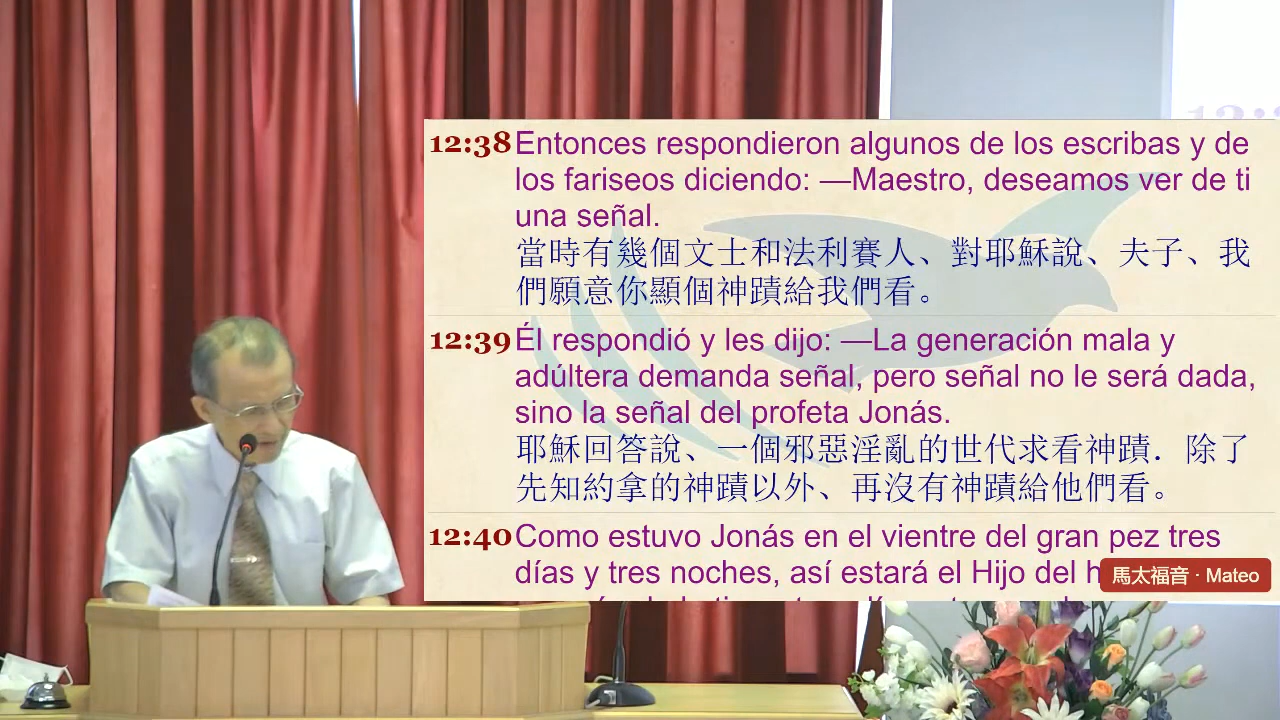 12:38 Entonces respondieron algunos de los escribas y de
los fariseos diciendo: —Maestro, deseamos ver de ti
una señal.
當時有幾個文士和法利賽人、對耶穌說、夫子、我
們願意你顯個神蹟給我們看。
12:39 Él respondió y les dijo: —La generación mala y
adúltera demanda señal, pero señal no le será dada,
sino la señal del profeta Jonás.
耶穌回答說、一個邪惡淫亂的世代求看神蹟．除了
先知約拿的神蹟以外、再沒有神蹟給他們看。
12:40 Como estuvo Jonás en el vientre del gran pez tres
días y tres noches, así estará el Hijo del
馬太福音 · Mateo